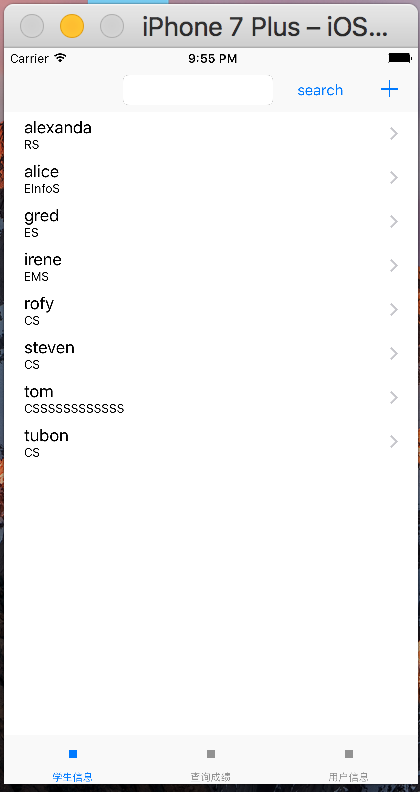 iPhone 7 Plus – iOS...
Carrier 9:55 PM
search
alexanda
RS
alice
EInfoS
gred
ES
irene
EMS
rofy
CS
steven
CS
tom
CSSSSSSSSSSSS
tubon
CS
学生信息 查询成绩 用户信息